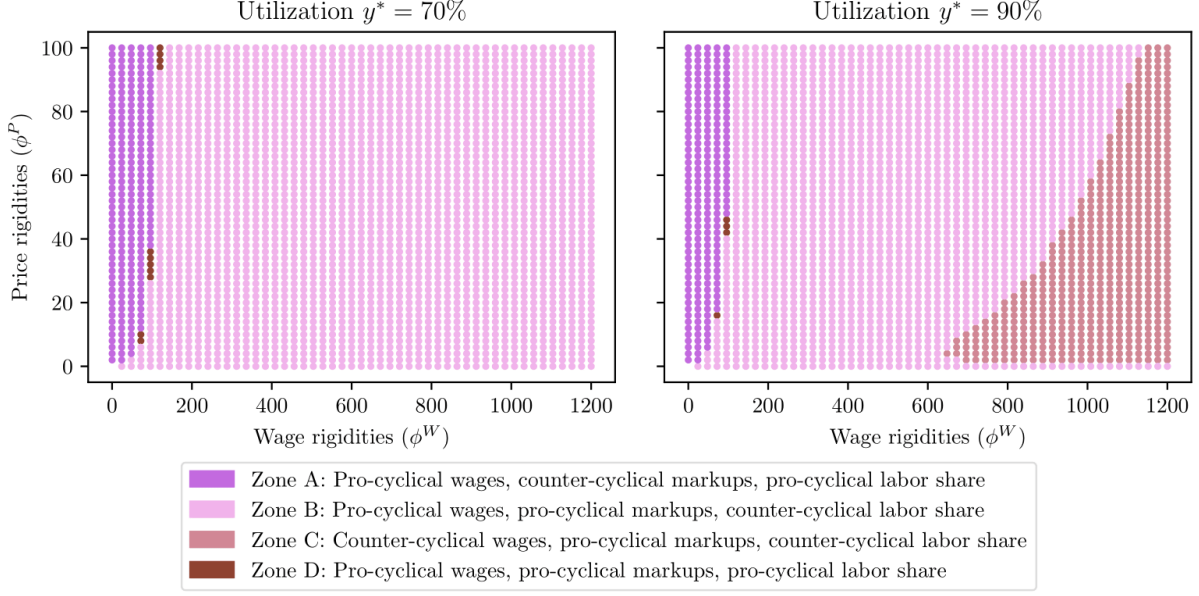 Utilization y* = 70%
Utilization y* = 90%
Price rigidities (ϕ^P)
100
80
60
40
20
0
0 200 400 600 800 1000 1200
0 200 400 600 800 1000 1200
Wage rigidities (ϕ^W)
Wage rigidities (ϕ^W)
Zone A: Pro-cyclical wages, counter-cyclical markups, pro-cyclical labor share
Zone B: Pro-cyclical wages, pro-cyclical markups, counter-cyclical labor share
Zone C: Counter-cyclical wages, pro-cyclical markups, counter-cyclical labor share
Zone D: Pro-cyclical wages, pro-cyclical markups, pro-cyclical labor share